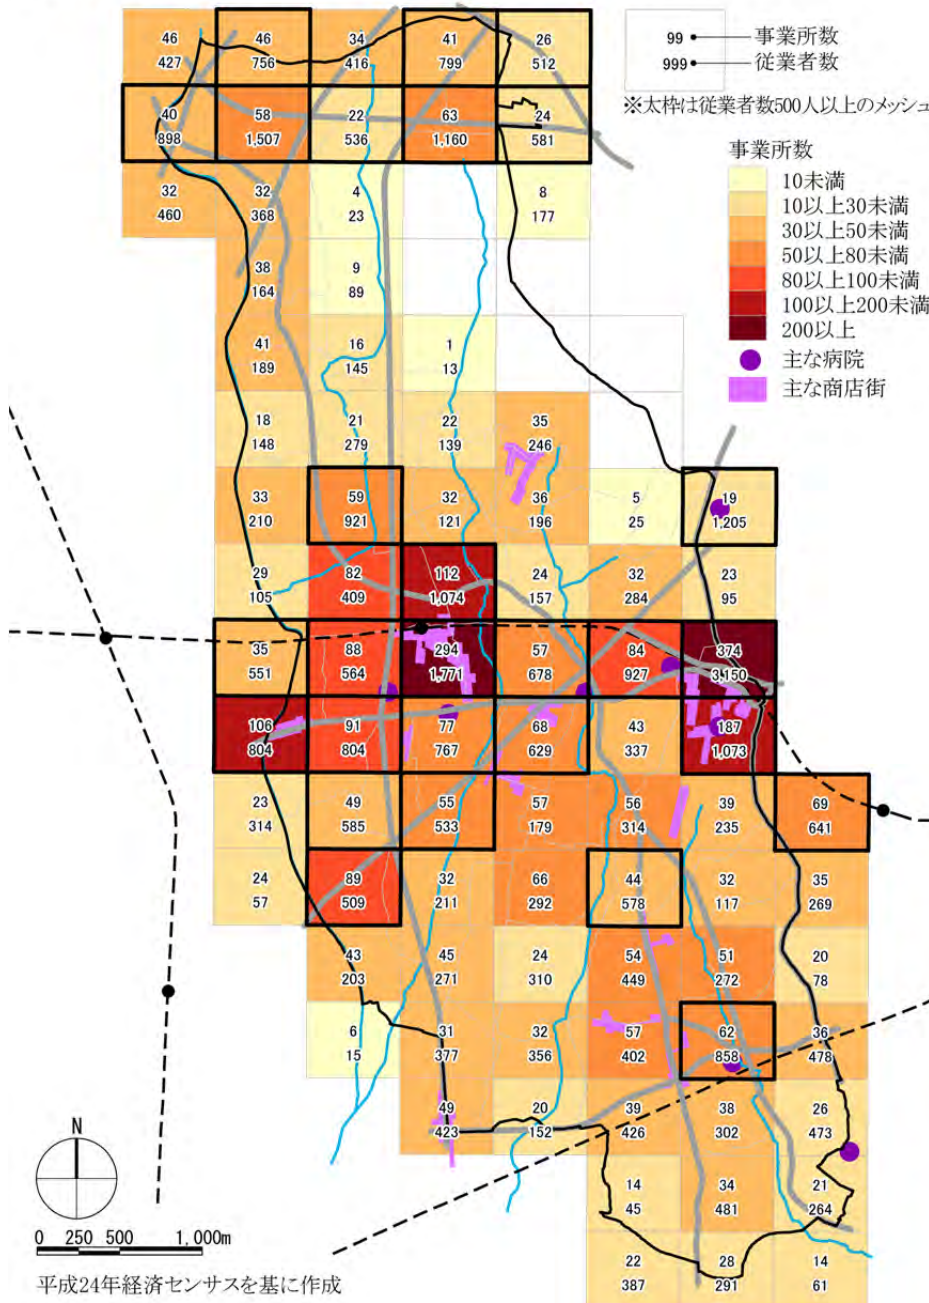 99 事業所数
999 従業者数
※太枠は従業者数500人以上のメッシュ
事業所数
10未満
10以上30未満
30以上50未満
50以上80未満
80以上100未満
100以上200未満
200以上
主な病院
主な商店街
46 46 34 41 26
427 756 416 799 512
40 58 22 63 24
898 1,507 536 1,160 581
32 32 4 8
460 368 23 177
38 9
164 89
41 16 1
189 145 13
18 21 22 35
148 279 139 246
33 59 32 36 5 19
210 921 121 196 25 1,205
29 82 112 24 32 23
105 409 1,074 157 284 95
35 88 294 57 84 374
551 564 1,771 678 927 3,150
106 91 77 68 43 187
804 804 767 629 337 1,073
23 49 55 57 56 39 69
314 585 533 179 314 235 641
24 89 32 66 44 32 35
57 509 211 292 578 117 269
43 45 24 54 51 20
203 271 310 449 272 78
6 31 32 57 62 36
15 377 356 402 858 478
49 20 39 38 26
423 152 426 302 473
14 34 21
45 481 264
22 28 14
387 291 61
N
0 250 500 1,000m
平成24年経済センサスを基に作成